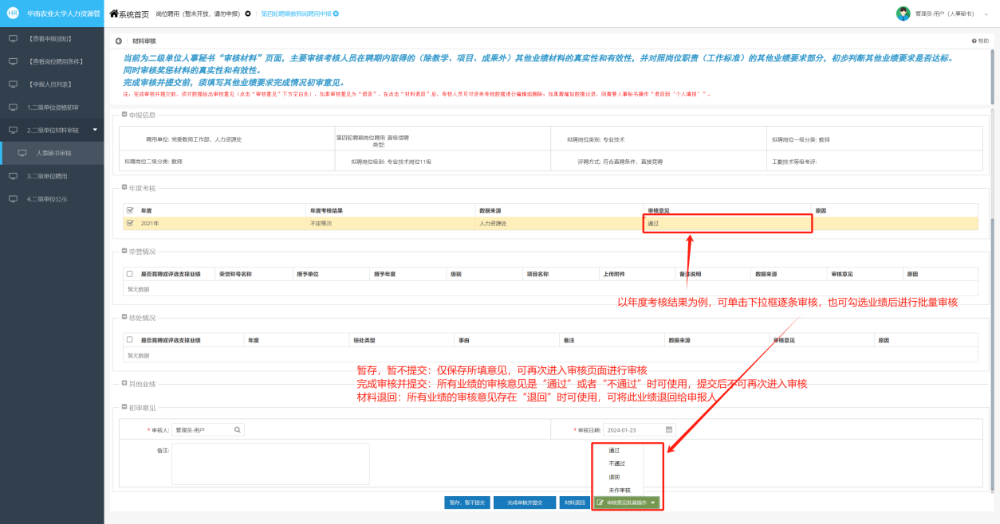 HR 华南农业大学人力资源管
系统首页 岗位聘用（暂未开放，请勿申报） 第四轮聘期教师岗聘用申报
管理员-用户（人事秘书）
【查看申报须知】
【查看岗位聘用条件】
【申报人员列表】
1.二级单位资格初审
2.二级单位材料审核
人事秘书审核
3.二级单位聘用
4.二级单位公示
材料审核
帮助
当前为二级单位人事秘书“审核材料”页面，主要审核考核人员在聘期内取得的（除教学、项目、成果外）其他业绩材料的真实性和有效性，并对照岗位职责（工作标准）的其他业绩要求部分，初步判断其他业绩要求是否达标。
同时审核奖惩材料的真实性和有效性。
完成审核并提交前，须填写其他业绩要求完成情况初审意见。
注：完成审核并提交前，须对数据给出审核意见（点击“审核意见”下方空白处），如果审核意见为“退回”，在点击“材料退回”后，考核人员可对该条考核数据进行编辑或删除；如果需增加数据记录，则需要人事秘书操作“退回到‘个人填报’”。
申报信息
聘用单位: 党委教师工作部、人力资源处
第四轮聘期岗位聘用 晋级续聘
类型:
拟聘岗位类别: 专业技术
拟聘岗位一级分类: 教师
拟聘岗位二级分类: 教师
拟聘岗位级别: 专业技术岗位11级
评聘方式: 符合直聘条件，直接竞聘
工勤技术等级考评:
年度考核
年度 年度考核结果 数据来源 审核意见 原因
2021年 不定等次 人力资源处 通过
荣誉情况
是否竞聘或评选支撑业绩 荣誉称号名称 授予单位 授予年度 级别 项目名称 上传附件 备注说明 数据来源 审核意见 原因
暂无数据
以年度考核结果为例，可单击下拉框逐条审核，也可勾选业绩后进行批量审核
惩处情况
是否竞聘或评选支撑业绩 年度 惩处类型 事由 备注 数据来源 审核意见 原因
暂无数据
暂存，暂不提交：仅保存所填意见，可再次进入审核页面进行审核
其他业绩
完成审核并提交：所有业绩的审核意见是“通过”或者“不通过”时可使用，提交后不可再次进入审核
材料退回：所有业绩的审核意见存在“退回”时可使用，可将此业绩退回给申报人
初审意见
* 审核人: 管理员-用户
* 审核日期: 2024-01-23
备注:
通过
不通过
退回
未作审核
暂存，暂不提交 完成审核并提交 材料退回 审核意见批量操作